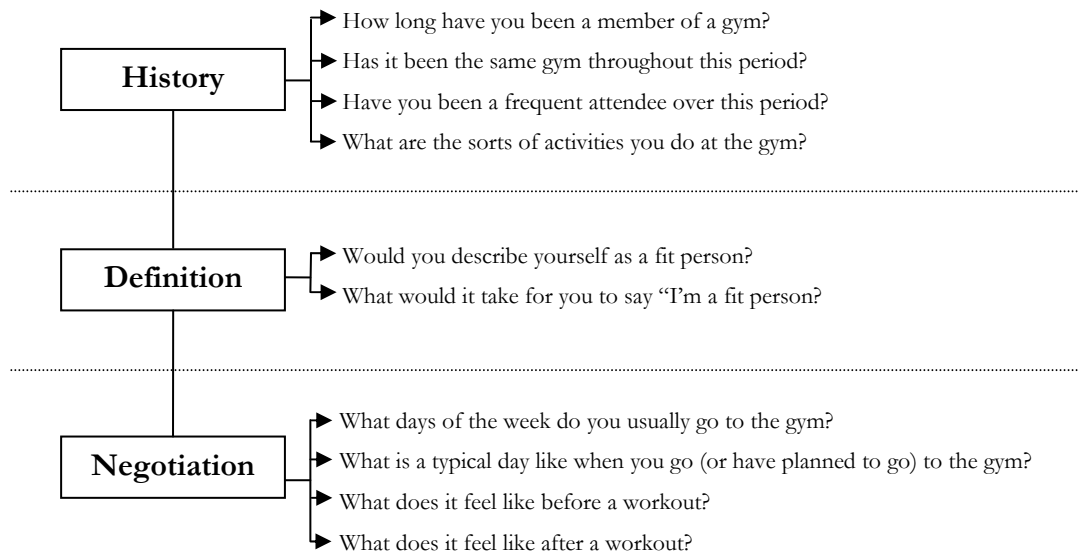 History
How long have you been a member of a gym?
Has it been the same gym throughout this period?
Have you been a frequent attendee over this period?
What are the sorts of activities you do at the gym?
Definition
Would you describe yourself as a fit person?
What would it take for you to say “I’m a fit person?
Negotiation
What days of the week do you usually go to the gym?
What is a typical day like when you go (or have planned to go) to the gym?
What does it feel like before a workout?
What does it feel like after a workout?